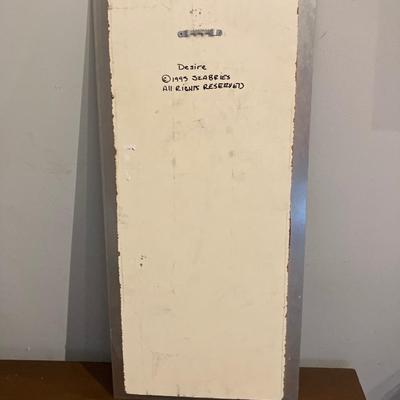 Desire
©1993 SEABRIES
All RIGHTS RESERVED